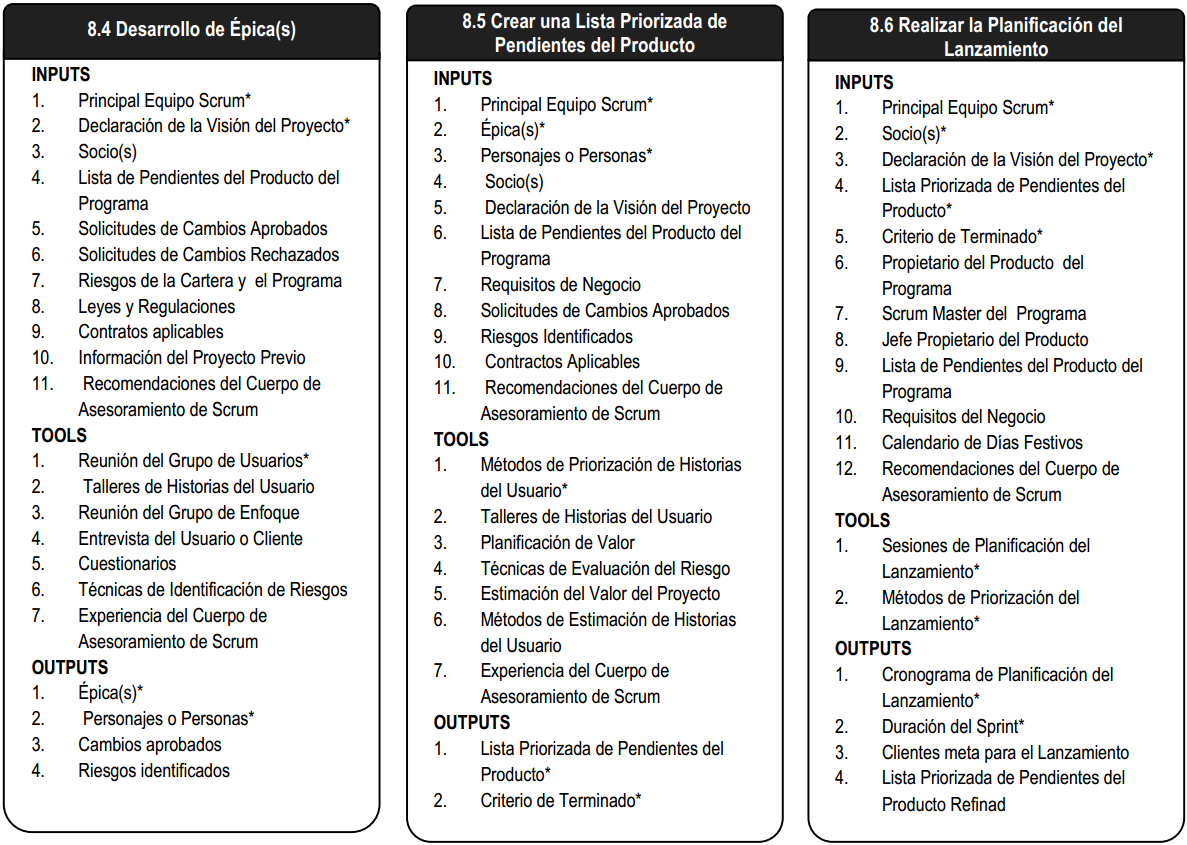 8.4 Desarrollo de Épica(s)
INPUTS
1. Principal Equipo Scrum*
2. Declaración de la Visión del Proyecto*
3. Socio(s)
4. Lista de Pendientes del Producto del
Programa
5. Solicitudes de Cambios Aprobados
6. Solicitudes de Cambios Rechazados
7. Riesgos de la Cartera y el Programa
8. Leyes y Regulaciones
9. Contratos aplicables
10. Información del Proyecto Previo
11. Recomendaciones del Cuerpo de
Asesoramiento de Scrum
TOOLS
1. Reunión del Grupo de Usuarios*
2. Talleres de Historias del Usuario
3. Reunión del Grupo de Enfoque
4. Entrevista del Usuario o Cliente
5. Cuestionarios
6. Técnicas de Identificación de Riesgos
7. Experiencia del Cuerpo de
Asesoramiento de Scrum
OUTPUTS
1. Épica(s)*
2. Personajes o Personas*
3. Cambios aprobados
4. Riesgos identificados
8.5 Crear una Lista Priorizada de
Pendientes del Producto
INPUTS
1. Principal Equipo Scrum*
2. Épica(s)*
3. Personajes o Personas*
4. Socio(s)
5. Declaración de la Visión del Proyecto
6. Lista de Pendientes del Producto del
Programa
7. Requisitos de Negocio
8. Solicitudes de Cambios Aprobados
9. Riesgos Identificados
10. Contractos Aplicables
11. Recomendaciones del Cuerpo de
Asesoramiento de Scrum
TOOLS
1. Métodos de Priorización de Historias
del Usuario*
2. Talleres de Historias del Usuario
3. Planificación de Valor
4. Técnicas de Evaluación del Riesgo
5. Estimación del Valor del Proyecto
6. Métodos de Estimación de Historias
del Usuario
7. Experiencia del Cuerpo de
Asesoramiento de Scrum
OUTPUTS
1. Lista Priorizada de Pendientes del
Producto*
2. Criterio de Terminado*
8.6 Realizar la Planificación del
Lanzamiento
INPUTS
1. Principal Equipo Scrum*
2. Socio(s)*
3. Declaración de la Visión del Proyecto*
4. Lista Priorizada de Pendientes del
Producto*
5. Criterio de Terminado*
6. Propietario del Producto del
Programa
7. Scrum Master del Programa
8. Jefe Propietario del Producto
9. Lista de Pendientes del Producto del
Programa
10. Requisitos del Negocio
11. Calendario de Días Festivos
12. Recomendaciones del Cuerpo de
Asesoramiento de Scrum
TOOLS
1. Sesiones de Planificación del
Lanzamiento*
2. Métodos de Priorización del
Lanzamiento*
OUTPUTS
1. Cronograma de Planificación del
Lanzamiento*
2. Duración del Sprint*
3. Clientes meta para el Lanzamiento
4. Lista Priorizada de Pendientes del
Producto Refinad